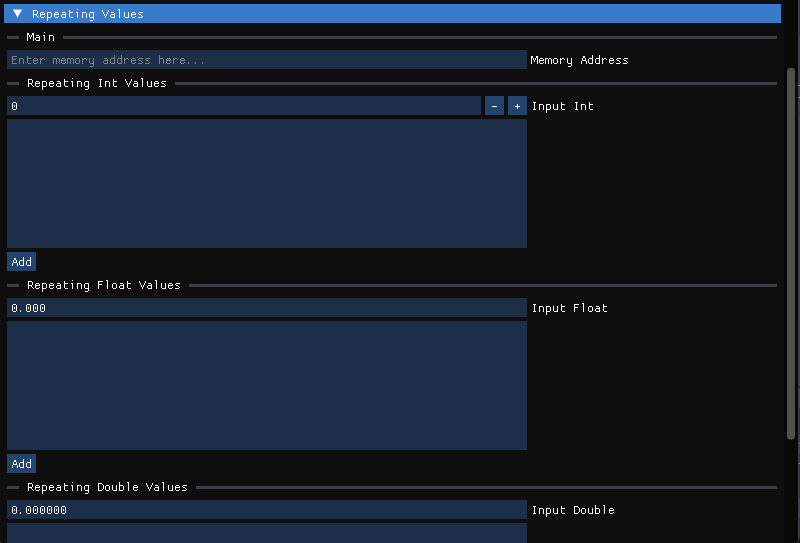 ▼ Repeating Values
Main
Enter memory address here... Memory Address
Repeating Int Values
0 - + Input Int
Add
Repeating Float Values
0.000 Input Float
Add
Repeating Double Values
0.000000 Input Double